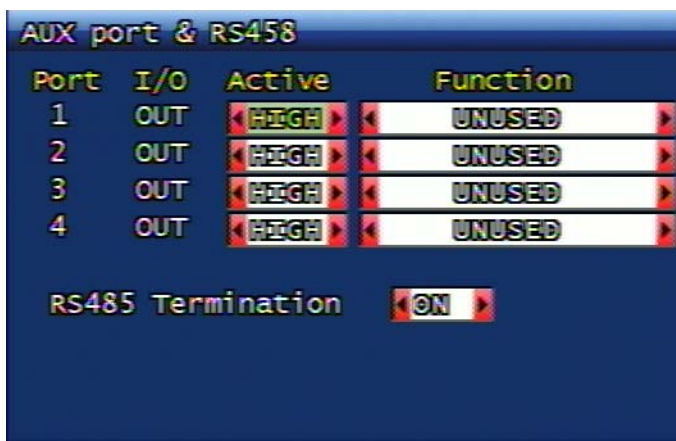 AUX port & RS458
Port I/O Active Function
1 OUT HIGH UNUSED
2 OUT HIGH UNUSED
3 OUT HIGH UNUSED
4 OUT HIGH UNUSED
RS485 Termination ON